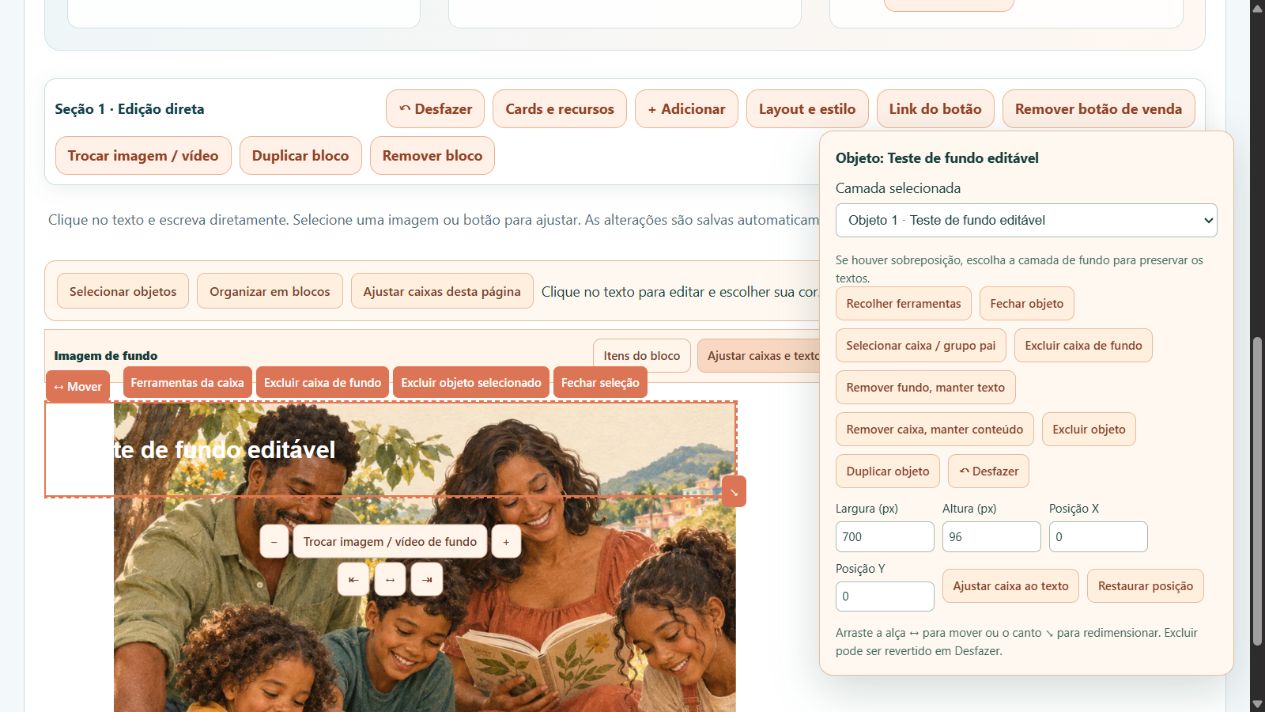 Seção 1 · Edição direta
↶ Desfazer
Cards e recursos
+ Adicionar
Layout e estilo
Link do botão
Remover botão de venda
Trocar imagem / vídeo
Duplicar bloco
Remover bloco
Clique no texto e escreva diretamente. Selecione uma imagem ou botão para ajustar. As alterações são salvas
Selecionar objetos
Organizar em blocos
Ajustar caixas desta página
Clique no texto para editar e escolher sua cor.
Imagem de fundo
Itens do bloco
Ajustar caixas e
↔ Mover
Ferramentas da caixa
Excluir caixa de fundo
Excluir objeto selecionado
Fechar seleção
te de fundo editável
↘
−
Trocar imagem / vídeo de fundo
+
⇤
↔
⇥
Objeto: Teste de fundo editável
Camada selecionada
Objeto 1 · Teste de fundo editável
Se houver sobreposição, escolha a camada de fundo para preservar os
textos.
Recolher ferramentas
Fechar objeto
Selecionar caixa / grupo pai
Excluir caixa de fundo
Remover fundo, manter texto
Remover caixa, manter conteúdo
Excluir objeto
Duplicar objeto
↶ Desfazer
Largura (px)
Altura (px)
Posição X
700
96
0
Posição Y
0
Ajustar caixa ao texto
Restaurar posição
Arraste a alça ↔ para mover ou o canto ↘ para redimensionar. Excluir
pode ser revertido em Desfazer.